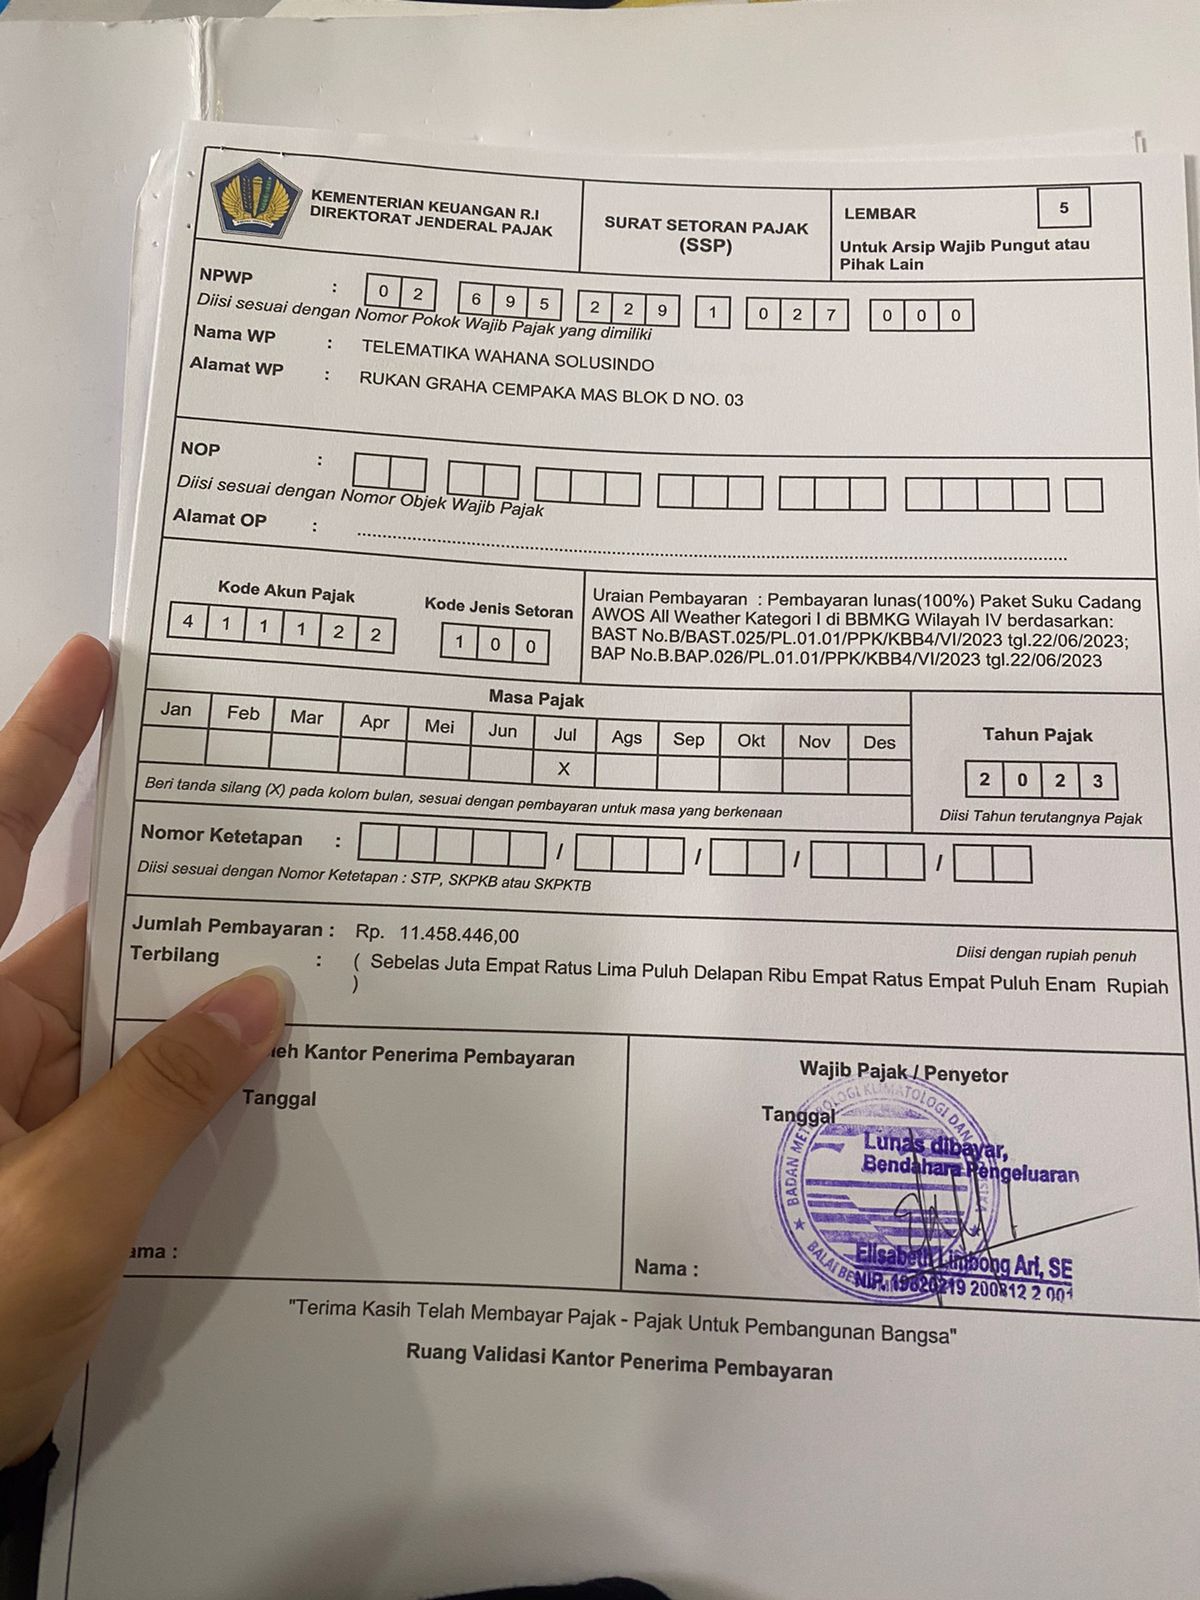 KEMENTERIAN KEUANGAN R.I
DIREKTORAT JENDERAL PAJAK
SURAT SETORAN PAJAK
(SSP)
LEMBAR 5
Untuk Arsip Wajib Pungut atau
Pihak Lain
NPWP : 0 2 6 9 5 2 2 9 1 0 2 7 0 0 0
Diisi sesuai dengan Nomor Pokok Wajib Pajak yang dimiliki
Nama WP : TELEMATIKA WAHANA SOLUSINDO
Alamat WP : RUKAN GRAHA CEMPAKA MAS BLOK D NO. 03
NOP :
Diisi sesuai dengan Nomor Objek Wajib Pajak
Alamat OP :
Kode Akun Pajak
4 1 1 1 2 2
Kode Jenis Setoran
1 0 0
Uraian Pembayaran : Pembayaran lunas(100%) Paket Suku Cadang
AWOS All Weather Kategori I di BBMKG Wilayah IV berdasarkan:
BAST No.B/BAST.025/PL.01.01/PPK/KBB4/VI/2023 tgl.22/06/2023;
BAP No.B.BAP.026/PL.01.01/PPK/KBB4/VI/2023 tgl.22/06/2023
Masa Pajak
Jan Feb Mar Apr Mei Jun Jul Ags Sep Okt Nov Des
X
Beri tanda silang (X) pada kolom bulan, sesuai dengan pembayaran untuk masa yang berkenaan
Tahun Pajak
2 0 2 3
Diisi Tahun terutangnya Pajak
Nomor Ketetapan : / / / /
Diisi sesuai dengan Nomor Ketetapan : STP, SKPKB atau SKPKTB
Jumlah Pembayaran : Rp. 11.458.446,00
Diisi dengan rupiah penuh
Terbilang : ( Sebelas Juta Empat Ratus Lima Puluh Delapan Ribu Empat Ratus Empat Puluh Enam Rupiah
)
Kantor Penerima Pembayaran
Tanggal
Nama :
Wajib Pajak / Penyetor
Tanggal
BADAN KLIMATOLOGI DAN
BALAI
Lunas dibayar,
Bendahara Pengeluaran
Elisabeth Limbong Ari, SE
NIP. 19820219 200812 2 001
Nama :
"Terima Kasih Telah Membayar Pajak - Pajak Untuk Pembangunan Bangsa"
Ruang Validasi Kantor Penerima Pembayaran